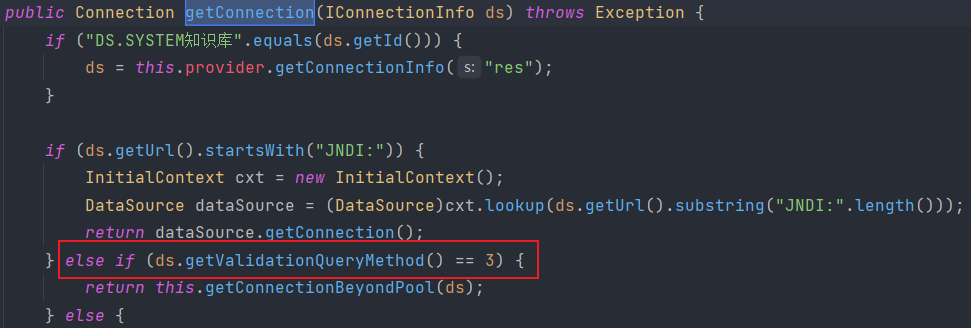 public Connection getConnection(IConnectionInfo ds) throws Exception {
if ("DS.SYSTEM知识库".equals(ds.getId())) {
ds = this.provider.getConnectionInfo( s: "res");
}
if (ds.getUrl().startsWith("JNDI:")) {
InitialContext cxt = new InitialContext();
DataSource dataSource = (DataSource)cxt.lookup(ds.getUrl().substring("JNDI:".length()));
return dataSource.getConnection();
} else if (ds.getValidationQueryMethod() == 3) {
return this.getConnectionBeyondPool(ds);
} else {